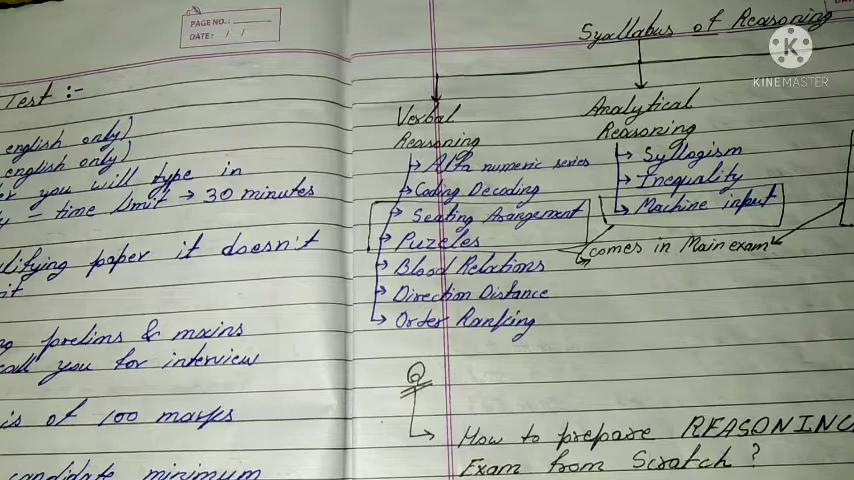 PAGE NO.:
DATE: / /
Test :-
english only)
english only)
you will type in
- time limit → 30 minutes
paper it doesn't
prelims & mains
call you for interview
is of 100 marks
candidate minimum
Syallabus of Reasoning
K
KINEMASTER
Verbal
Reasoning
→ Alfa numeric series
→ Coding Decoding
→ Seating Arangement
→ Puzzles
→ Blood Relations
→ Direction Distance
→ Order Ranking
Analytical
Reasoning
→ Syllogism
→ Inequality
→ Machine input
comes in Main exam
How to prepare REASONING
Exam from Scratch ?